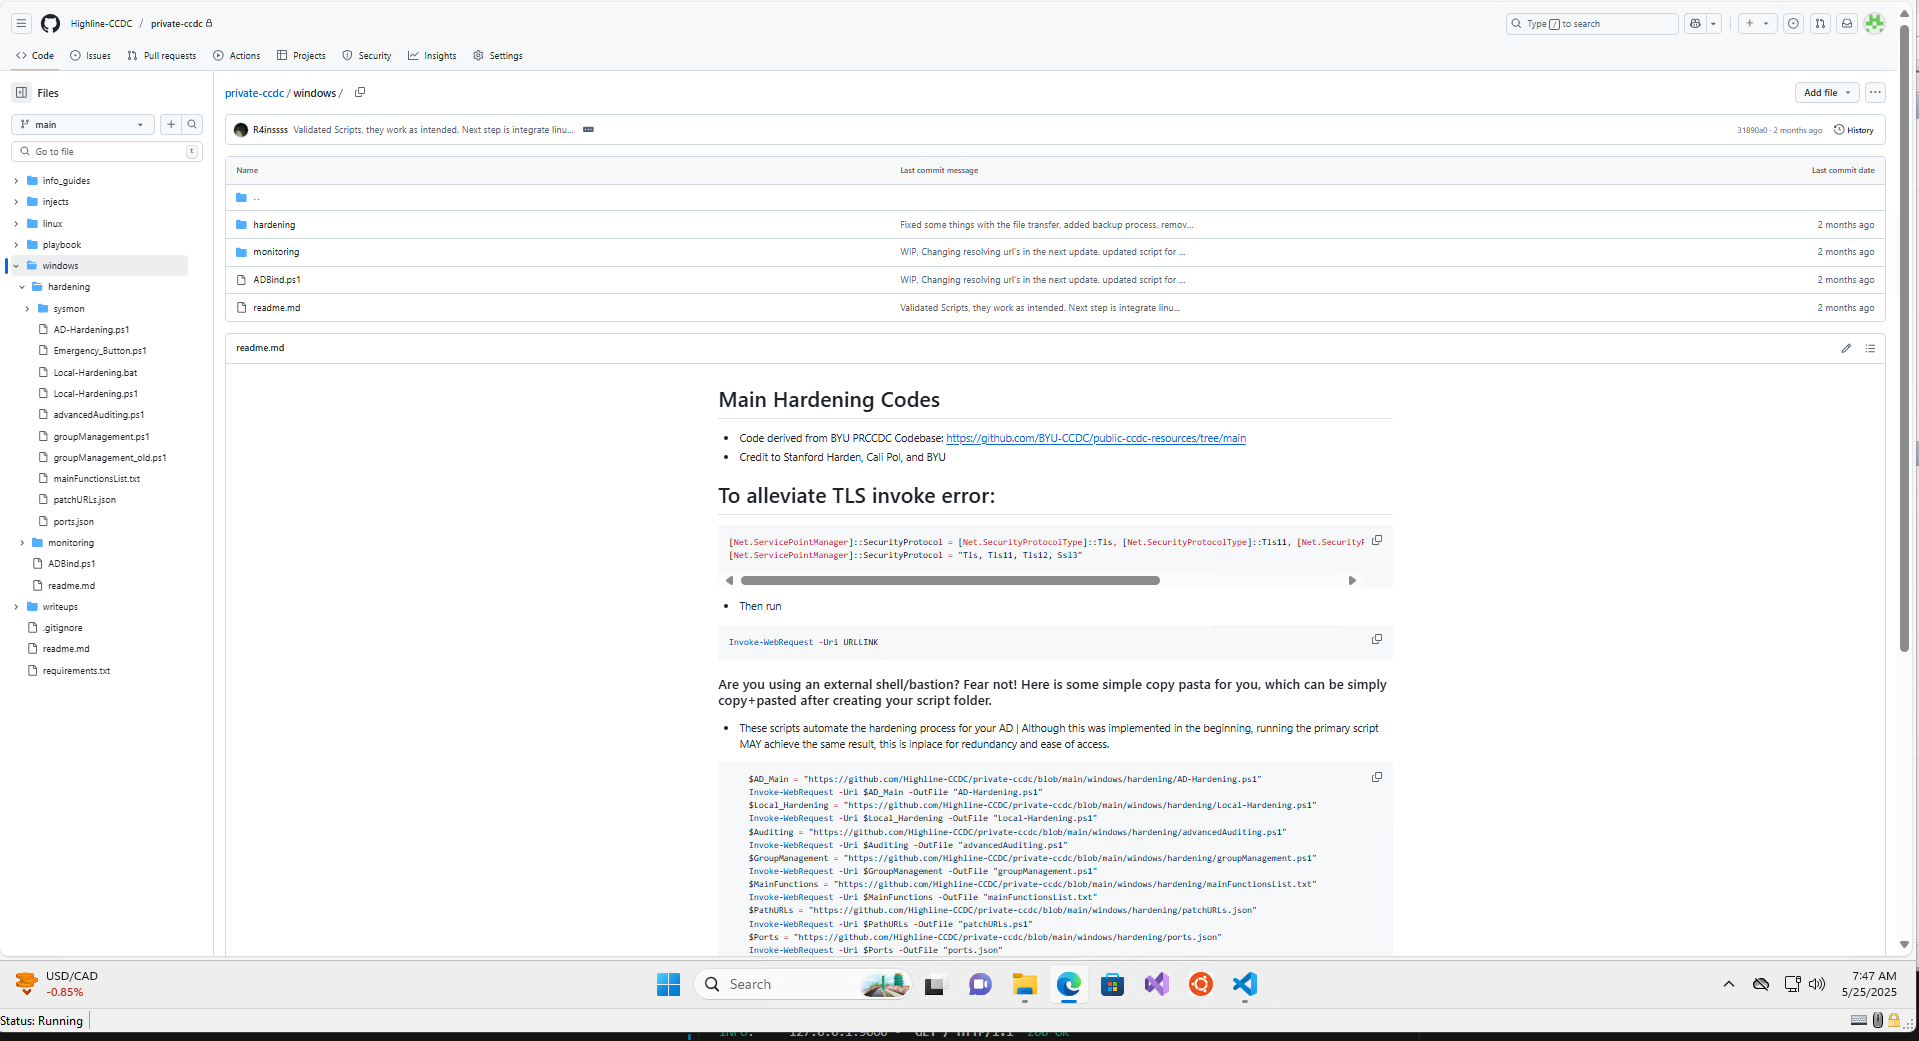 Highline-CCDC / private-ccdc
Type / to search
Code Issues Pull requests Actions Projects Security Insights Settings
Files
main
Go to file
t
info_guides
injects
linux
playbook
windows
hardening
sysmon
AD-Hardening.ps1
Emergency_Button.ps1
Local-Hardening.bat
Local-Hardening.ps1
advancedAuditing.ps1
groupManagement.ps1
groupManagement_old.ps1
mainFunctionsList.txt
patchURLs.json
ports.json
monitoring
ADBind.ps1
readme.md
writeups
.gitignore
readme.md
requirements.txt
private-ccdc / windows /
Add file
R4inssss Validated Scripts, they work as intended. Next step is integrate linu...
31890a0 · 2 months ago History
Name Last commit message Last commit date
..
hardening Fixed some things with the file transfer, added backup process, remov... 2 months ago
monitoring WIP, Changing resolving url's in the next update. updated script for ... 2 months ago
ADBind.ps1 WIP, Changing resolving url's in the next update. updated script for ... 2 months ago
readme.md Validated Scripts, they work as intended. Next step is integrate linu... 2 months ago
readme.md
Main Hardening Codes
• Code derived from BYU PRCCDC Codebase: https://github.com/BYU-CCDC/public-ccdc-resources/tree/main
• Credit to Stanford Harden, Cali Pol, and BYU
To alleviate TLS invoke error:
[Net.ServicePointManager]::SecurityProtocol = [Net.SecurityProtocolType]::Tls, [Net.SecurityProtocolType]::Tls11, [Net.SecurityP
[Net.ServicePointManager]::SecurityProtocol = "Tls, Tls11, Tls12, Ssl3"
• Then run
Invoke-WebRequest -Uri URLLINK
Are you using an external shell/bastion? Fear not! Here is some simple copy pasta for you, which can be simply
copy+pasted after creating your script folder.
• These scripts automate the hardening process for your AD | Although this was implemented in the beginning, running the primary script
MAY achieve the same result, this is inplace for redundancy and ease of access.
$AD_Main = "https://github.com/Highline-CCDC/private-ccdc/blob/main/windows/hardening/AD-Hardening.ps1"
Invoke-WebRequest -Uri $AD_Main -OutFile "AD-Hardening.ps1"
$Local_Hardening = "https://github.com/Highline-CCDC/private-ccdc/blob/main/windows/hardening/Local-Hardening.ps1"
Invoke-WebRequest -Uri $Local_Hardening -OutFile "Local-Hardening.ps1"
$Auditing = "https://github.com/Highline-CCDC/private-ccdc/blob/main/windows/hardening/advancedAuditing.ps1"
Invoke-WebRequest -Uri $Auditing -OutFile "advancedAuditing.ps1"
$GroupManagement = "https://github.com/Highline-CCDC/private-ccdc/blob/main/windows/hardening/groupManagement.ps1"
Invoke-WebRequest -Uri $GroupManagement -OutFile "groupManagement.ps1"
$MainFunctions = "https://github.com/Highline-CCDC/private-ccdc/blob/main/windows/hardening/mainFunctionsList.txt"
Invoke-WebRequest -Uri $MainFunctions -OutFile "mainFunctionsList.txt"
$PathURLs = "https://github.com/Highline-CCDC/private-ccdc/blob/main/windows/hardening/patchURLs.json"
Invoke-WebRequest -Uri $PathURLs -OutFile "patchURLs.ps1"
$Ports = "https://github.com/Highline-CCDC/private-ccdc/blob/main/windows/hardening/ports.json"
Invoke-WebRequest -Uri $Ports -OutFile "ports.json"
USD/CAD
-0.85%
Search
7:47 AM
5/25/2025
Status: Running